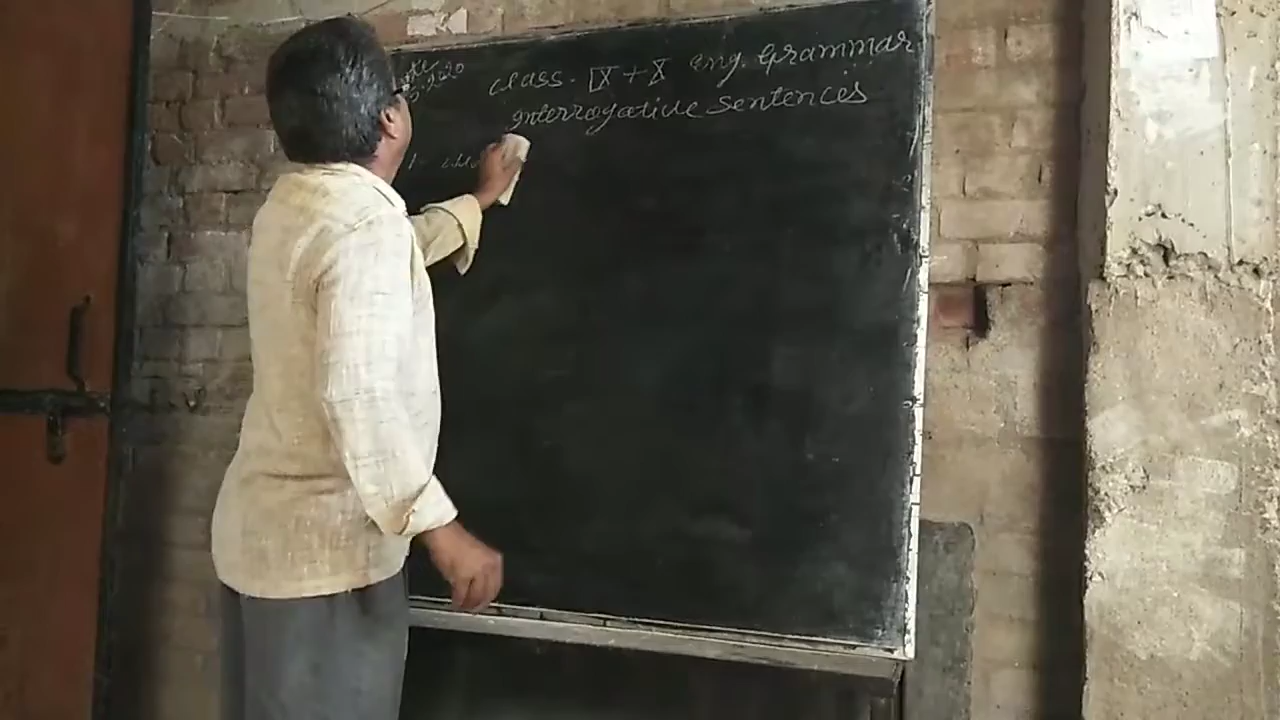 Class. IX + X eng. Grammar
interrogative sentences